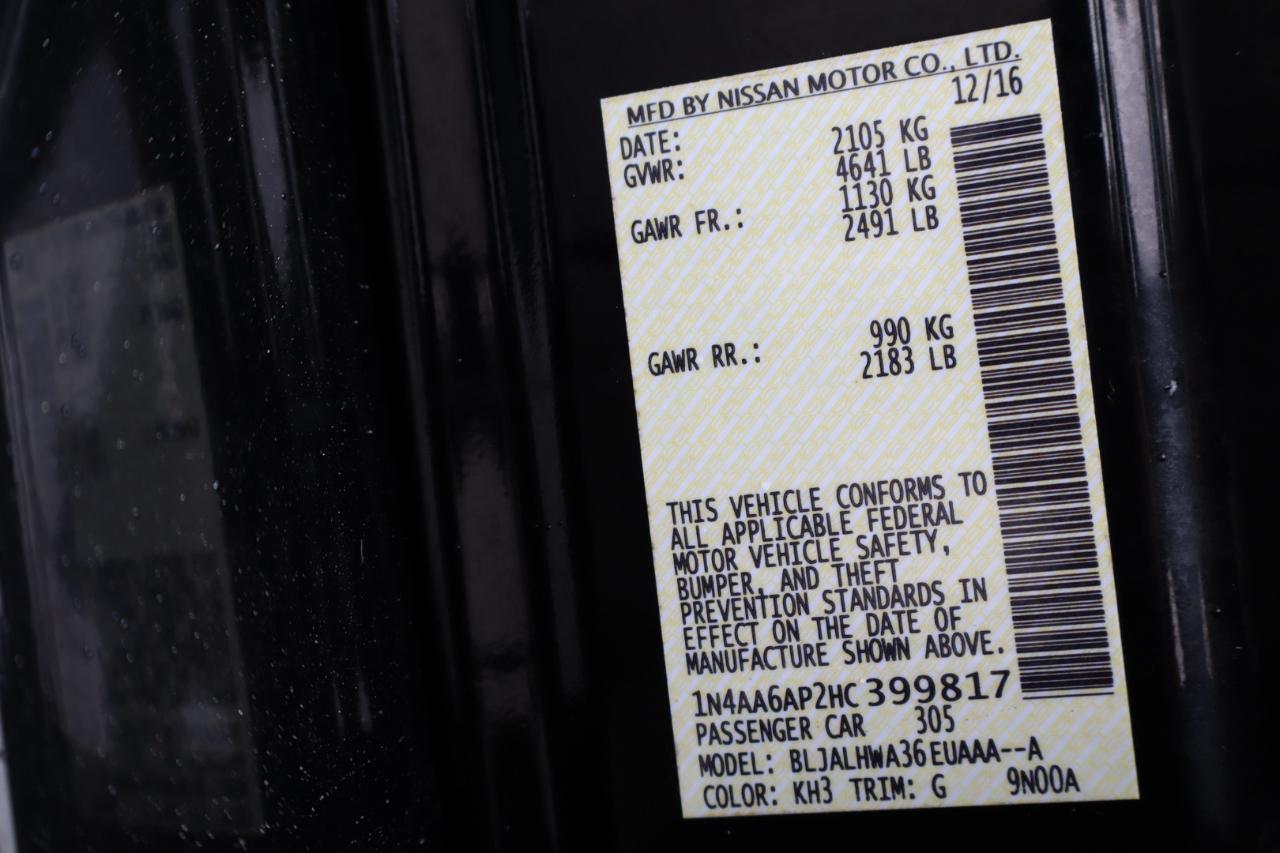 MFD BY NISSAN MOTOR CO., LTD.
DATE: 12/16
GVWR: 2105 KG
4641 LB
GAWR FR.: 1130 KG
2491 LB
GAWR RR.: 990 KG
2183 LB
THIS VEHICLE CONFORMS TO
ALL APPLICABLE FEDERAL
MOTOR VEHICLE SAFETY,
BUMPER, AND THEFT
PREVENTION STANDARDS IN
EFFECT ON THE DATE OF
MANUFACTURE SHOWN ABOVE.
1N4AA6AP2HC399817
PASSENGER CAR 305
MODEL: BLJALHWA36EUAAA--A
COLOR: KH3 TRIM: G 9N00A